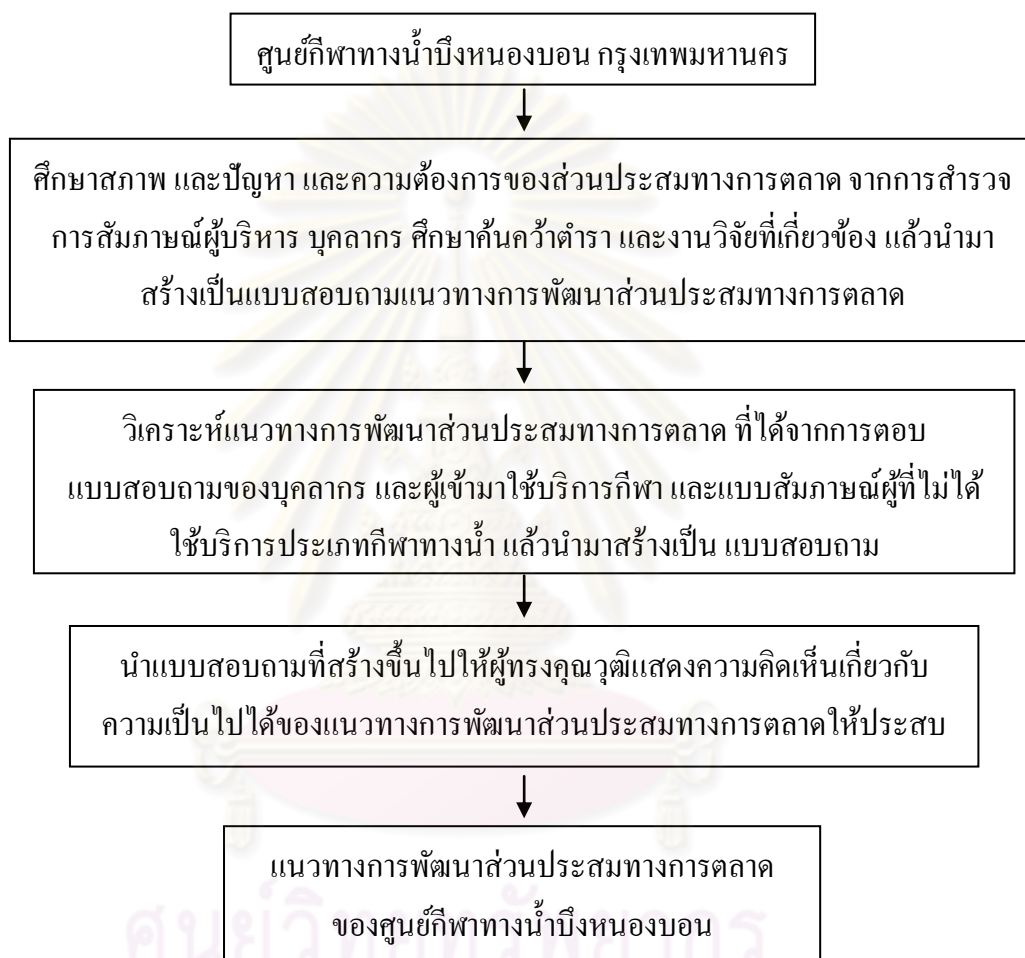 ศูนย์กีฬาทางน้ำบึงหนองบอน กรุงเทพมหานคร
ศึกษาสภาพ และปัญหา และความต้องการของส่วนประสมทางการตลาด จากการสำรวจ
การสัมภาษณ์ผู้บริหาร บุคลากร ศึกษาค้นคว้าตำรา และงานวิจัยที่เกี่ยวข้อง แล้วนำมา
สร้างเป็นแบบสอบถามแนวทางการพัฒนาส่วนประสมทางการตลาด
วิเคราะห์แนวทางการพัฒนาส่วนประสมทางการตลาด ที่ได้จากการตอบ
แบบสอบถามของบุคลากร และผู้เข้ามาใช้บริการกีฬา และแบบสัมภาษณ์ผู้ที่ไม่ได้
ใช้บริการประเภทกีฬาทางน้ำ แล้วนำมาสร้างเป็น แบบสอบถาม
นำแบบสอบถามที่สร้างขึ้นไปให้ผู้ทรงคุณวุฒิแสดงความคิดเห็นเกี่ยวกับ
ความเป็นไปได้ของแนวทางการพัฒนาส่วนประสมทางการตลาดให้ประสบ
แนวทางการพัฒนาส่วนประสมทางการตลาด
ของศูนย์กีฬาทางน้ำบึงหนองบอน
ศูนย์วิทยทรัพยากร